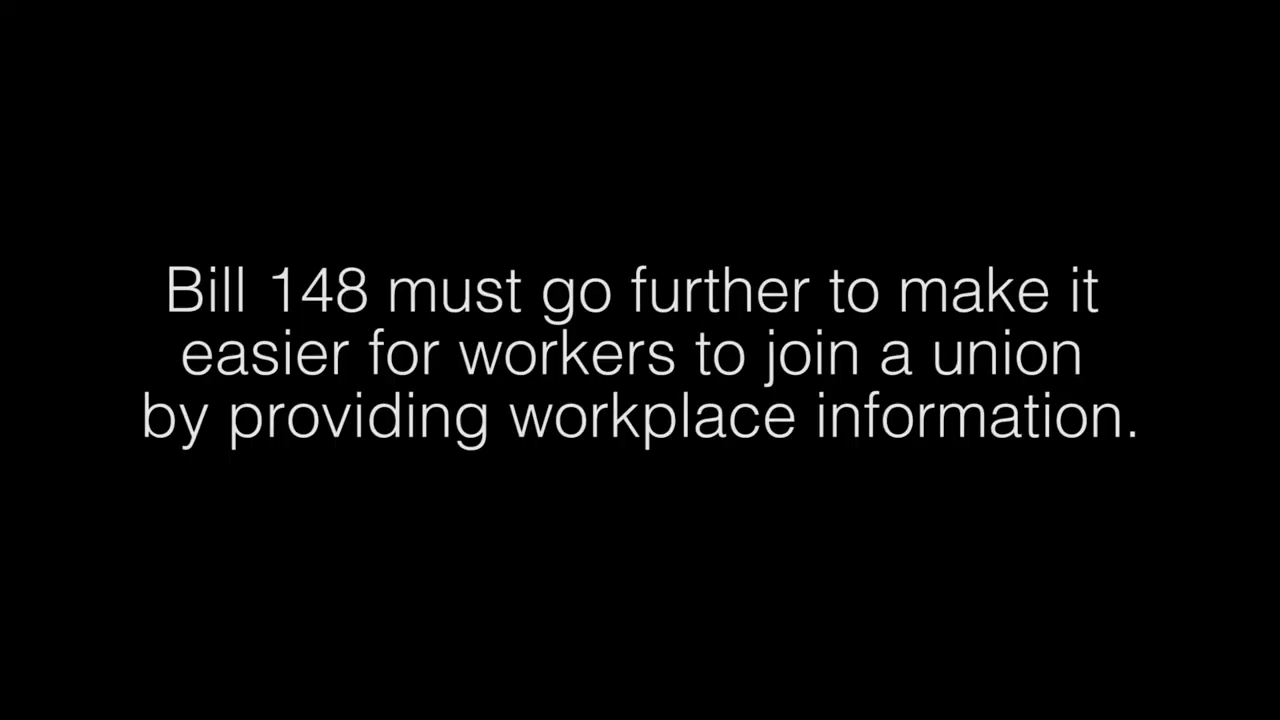 Bill 148 must go further to make it
easier for workers to join a union
by providing workplace information.